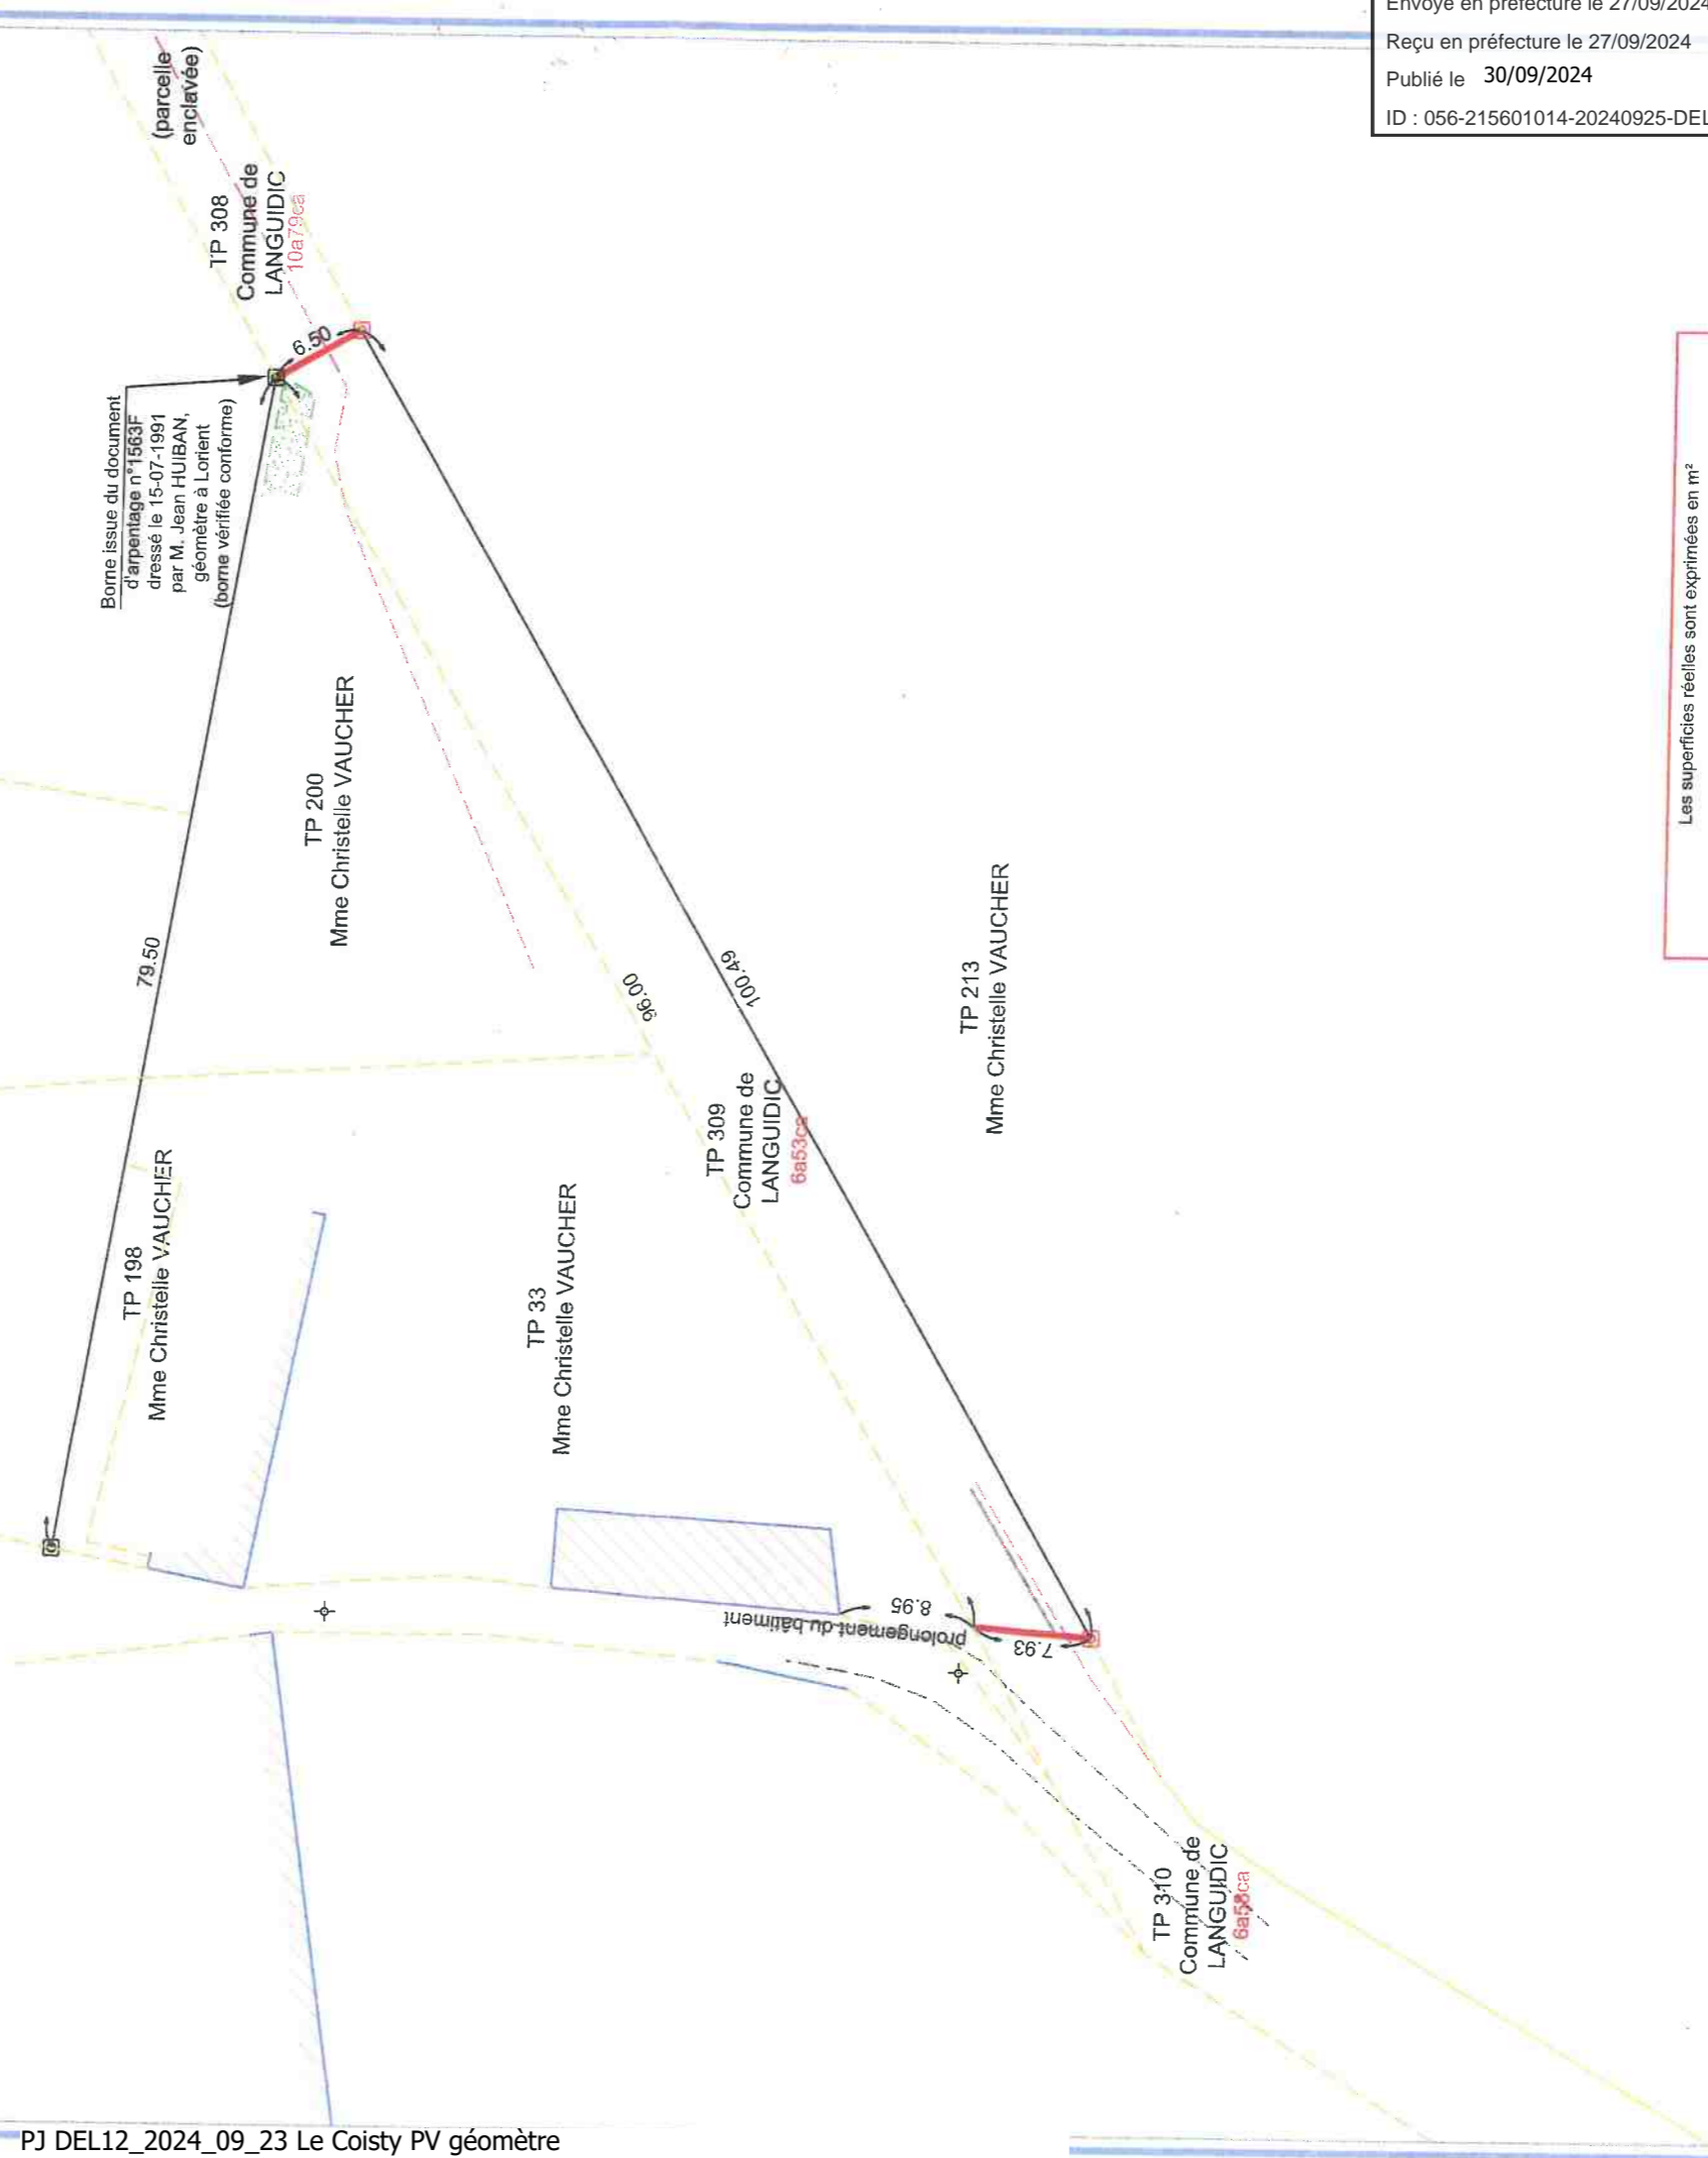 Envoyé en préfecture le 27/09/2024
Reçu en préfecture le 27/09/2024
Publié le 30/09/2024
ID : 056-215601014-20240925-DEL
(parcelle
enclavée)
TP 308
Commune de
LANGUIDIC
10a79ca
6.50
Borne issue du document
d'arpentage n°1563F
dressé le 15-07-1991
par M. Jean HUIBAN,
géomètre à Lorient
(borne vérifiée conforme)
79.50
TP 200
Mme Christelle VAUCHER
96.00
100.49
TP 213
Mme Christelle VAUCHER
TP 309
Commune de
LANGUIDIC
6a53ca
TP 198
Mme Christelle VAUCHER
TP 33
Mme Christelle VAUCHER
8.95
prolongement du bâtiment
7.93
TP 310
Commune de
LANGUIDIC
Les superficies réelles sont exprimées en m²
PJ DEL12_2024_09_23 Le Coisty PV géomètre